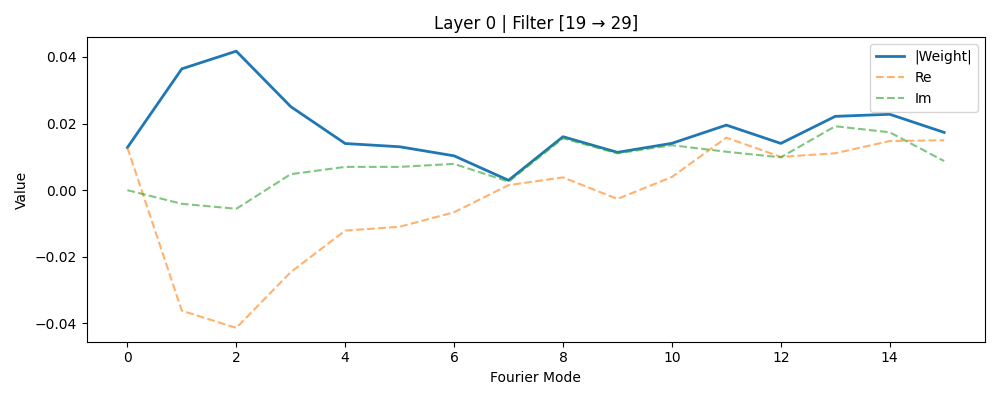 Layer 0 | Filter [19 → 29]
|Weight|
Re
Im
Value
0.04
0.02
0.00
−0.02
−0.04
0 2 4 6 8 10 12 14
Fourier Mode